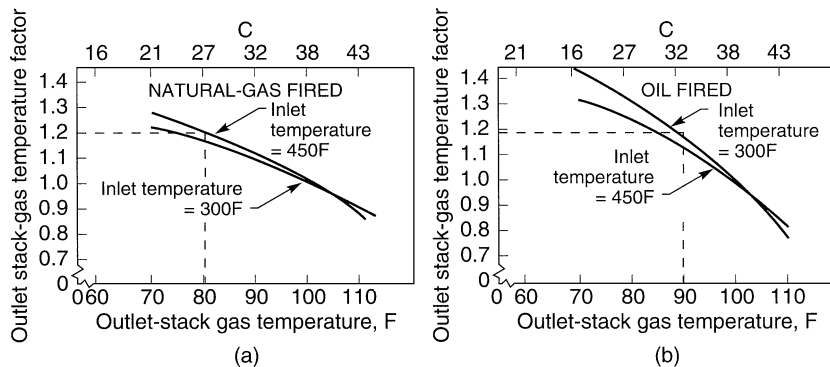 C
16 21 27 32 38 43
Outlet stack-gas temperature factor
1.4
1.3
1.2
1.1
1.0
0.9
0.8
0.7
0
NATURAL-GAS FIRED
Inlet
temperature
= 450F
Inlet temperature
= 300F
0 60 70 80 90 100 110
Outlet-stack gas temperature, F
(a)
C
21 16 27 32 38 43
Outlet stack-gas temperature factor
1.4
1.3
1.2
1.1
1.0
0.9
0.8
0.7
0
OIL FIRED
Inlet
temperature
= 300F
Inlet
temperature
= 450F
0 60 70 80 90 100 110
Outlet-stack gas temperature, F
(b)